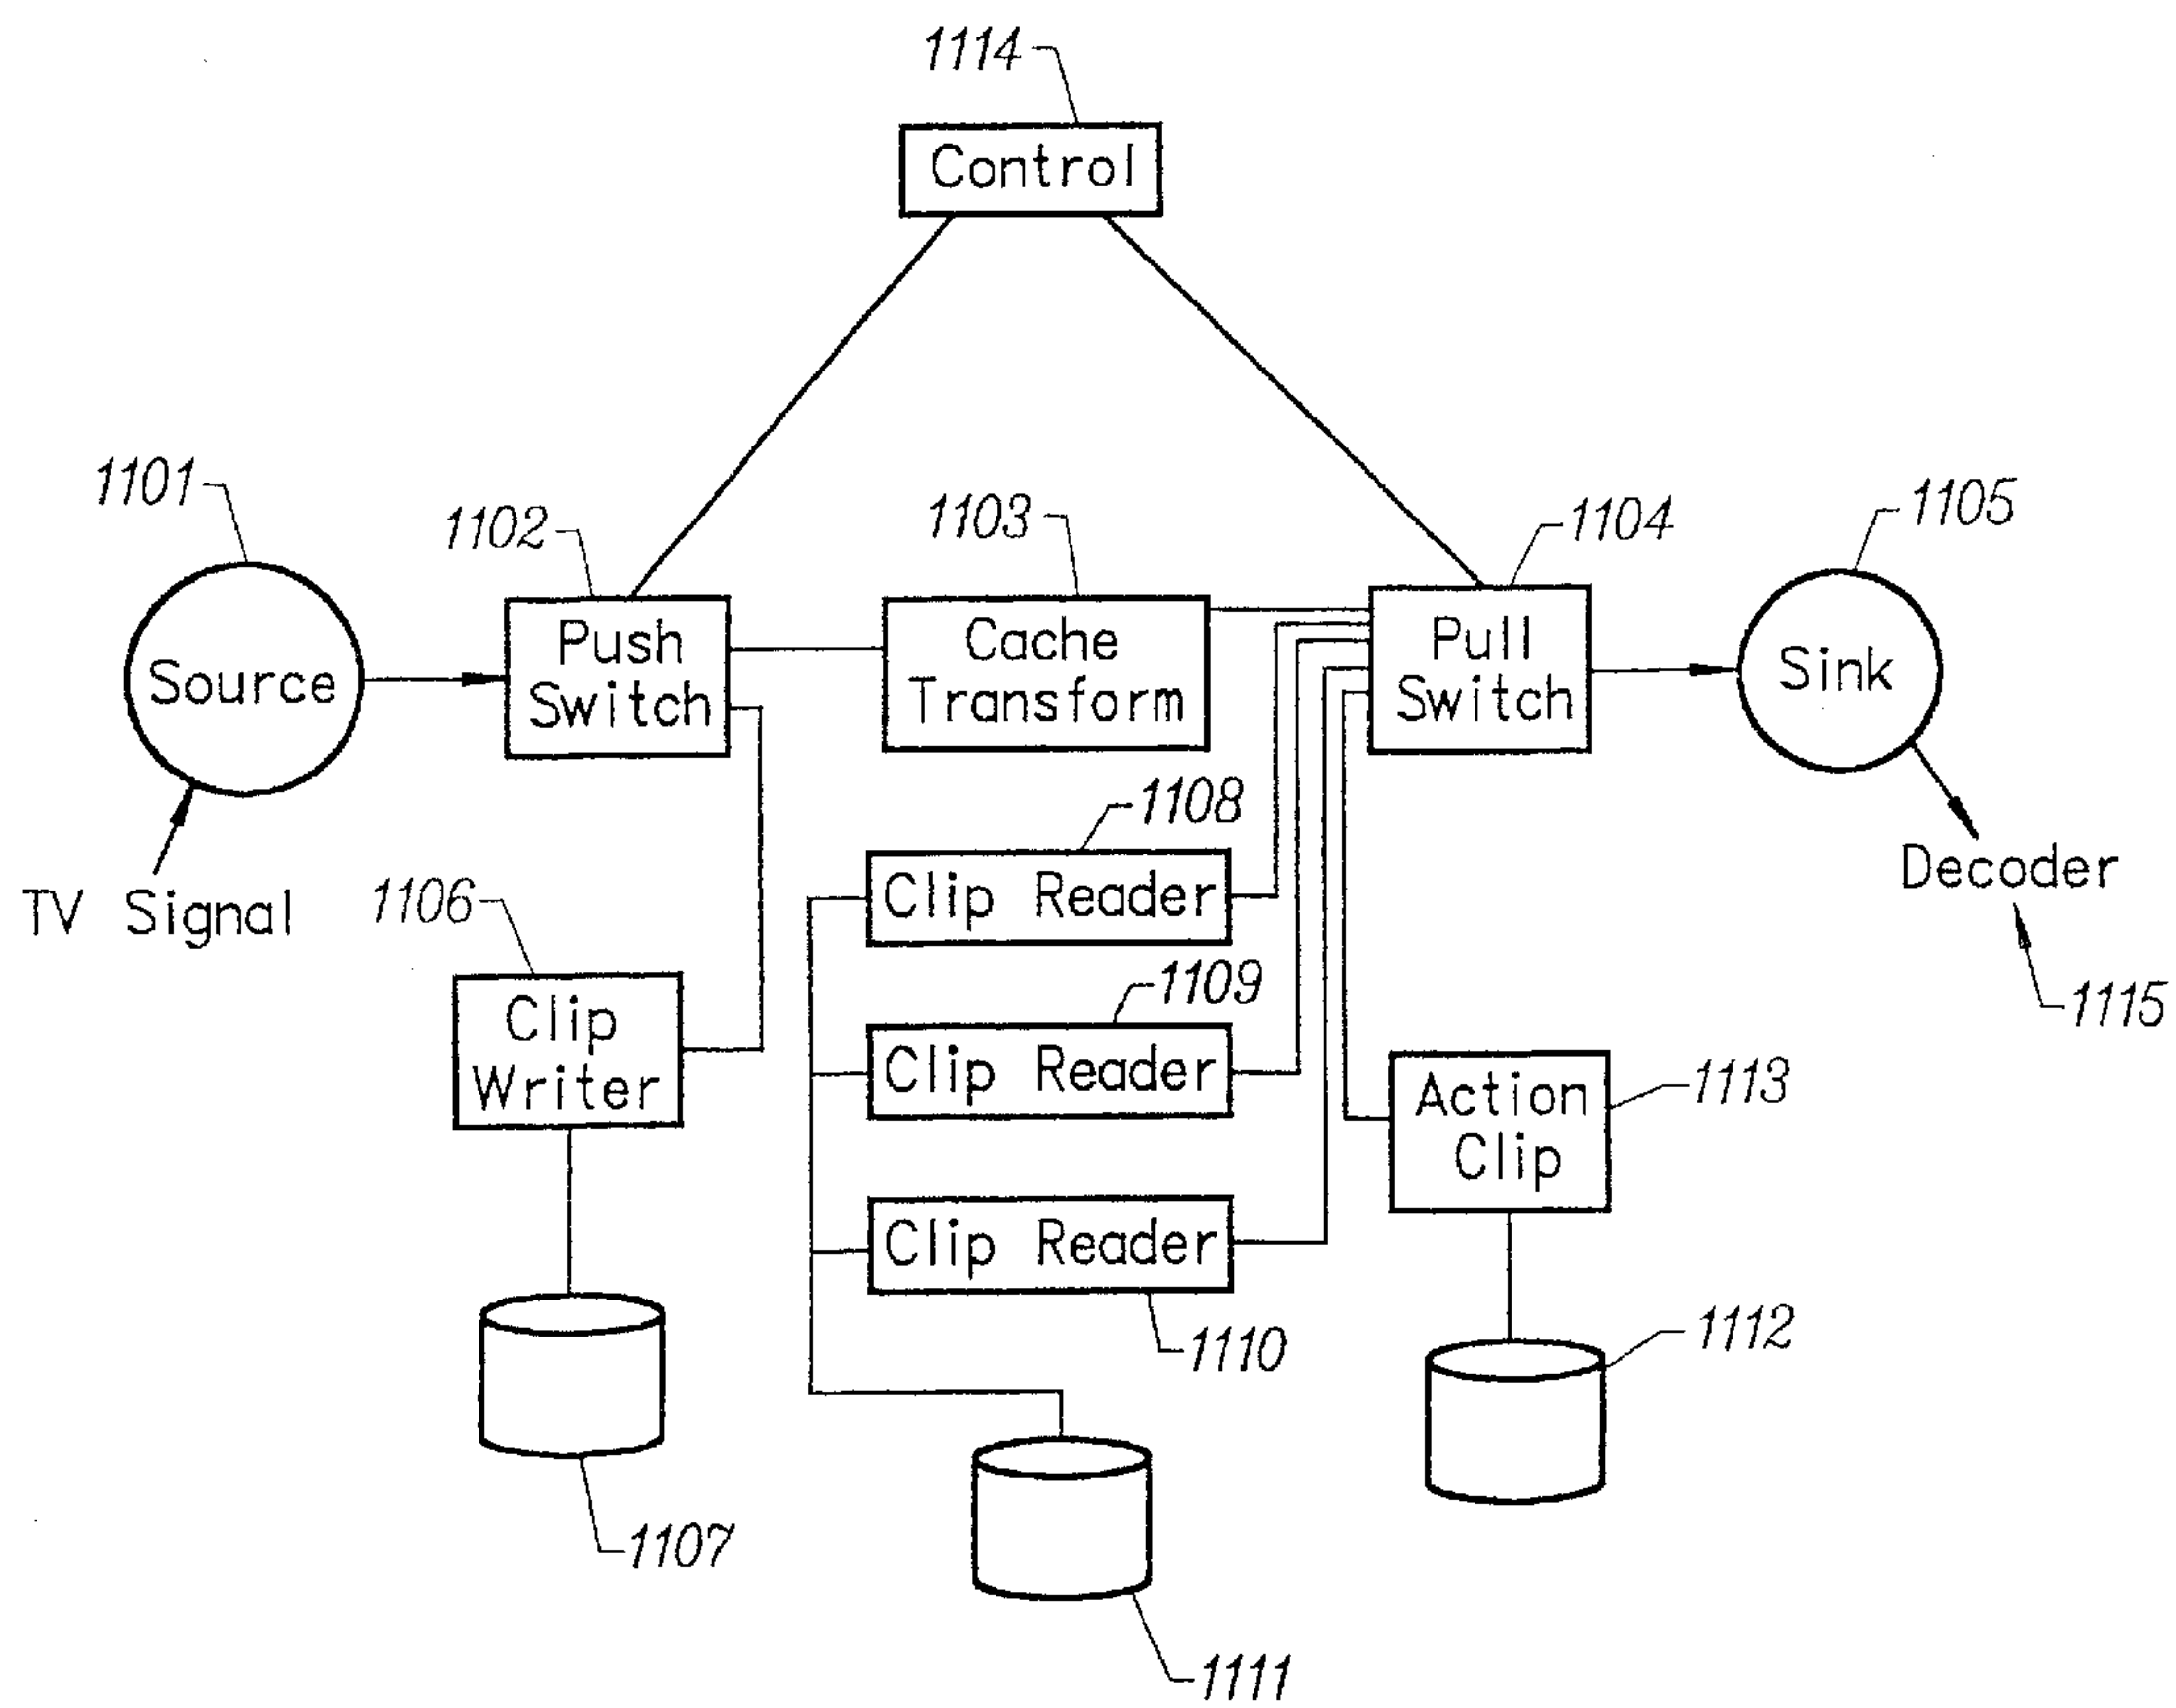 1114
Control
1101
1102
1103
1104
1105
Source
Push
Switch
Cache
Transform
Pull
Switch
Sink
TV Signal
1106
1108
Clip Reader
Decoder
1115
Clip
Writer
1109
Clip Reader
Action
Clip
1113
Clip Reader
1110
1112
1107
1111